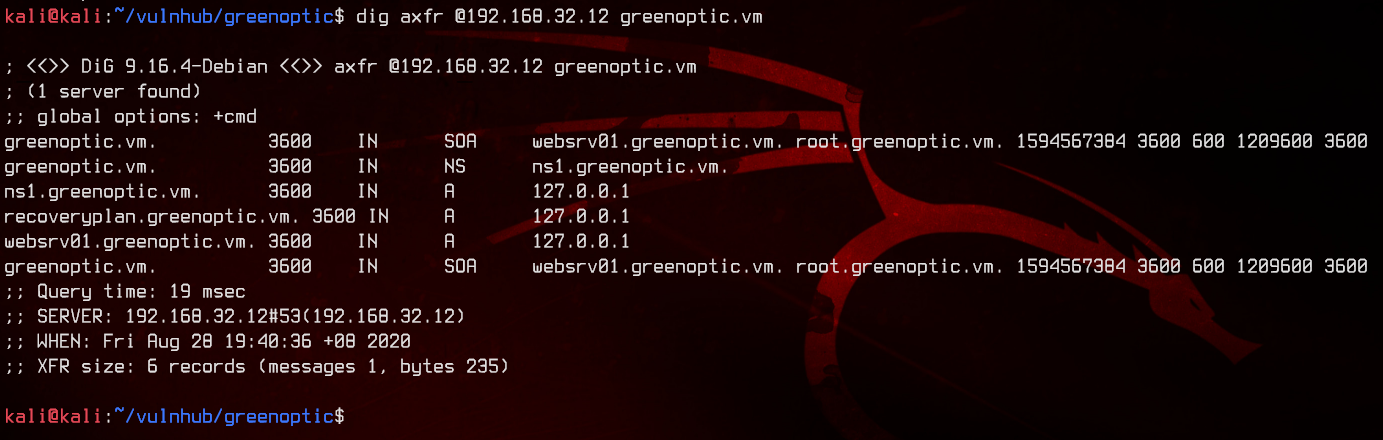 kali@kali:~/vulnhub/greenoptic$ dig axfr @192.168.32.12 greenoptic.vm
; <<>> DiG 9.16.4-Debian <<>> axfr @192.168.32.12 greenoptic.vm
; (1 server found)
;; global options: +cmd
greenoptic.vm. 3600 IN SOA websrv01.greenoptic.vm. root.greenoptic.vm. 1594567384 3600 600 1209600 3600
greenoptic.vm. 3600 IN NS ns1.greenoptic.vm.
ns1.greenoptic.vm. 3600 IN A 127.0.0.1
recoveryplan.greenoptic.vm. 3600 IN A 127.0.0.1
websrv01.greenoptic.vm. 3600 IN A 127.0.0.1
greenoptic.vm. 3600 IN SOA websrv01.greenoptic.vm. root.greenoptic.vm. 1594567384 3600 600 1209600 3600
;; Query time: 19 msec
;; SERVER: 192.168.32.12#53(192.168.32.12)
;; WHEN: Fri Aug 28 19:40:36 +08 2020
;; XFR size: 6 records (messages 1, bytes 235)
kali@kali:~/vulnhub/greenoptic$